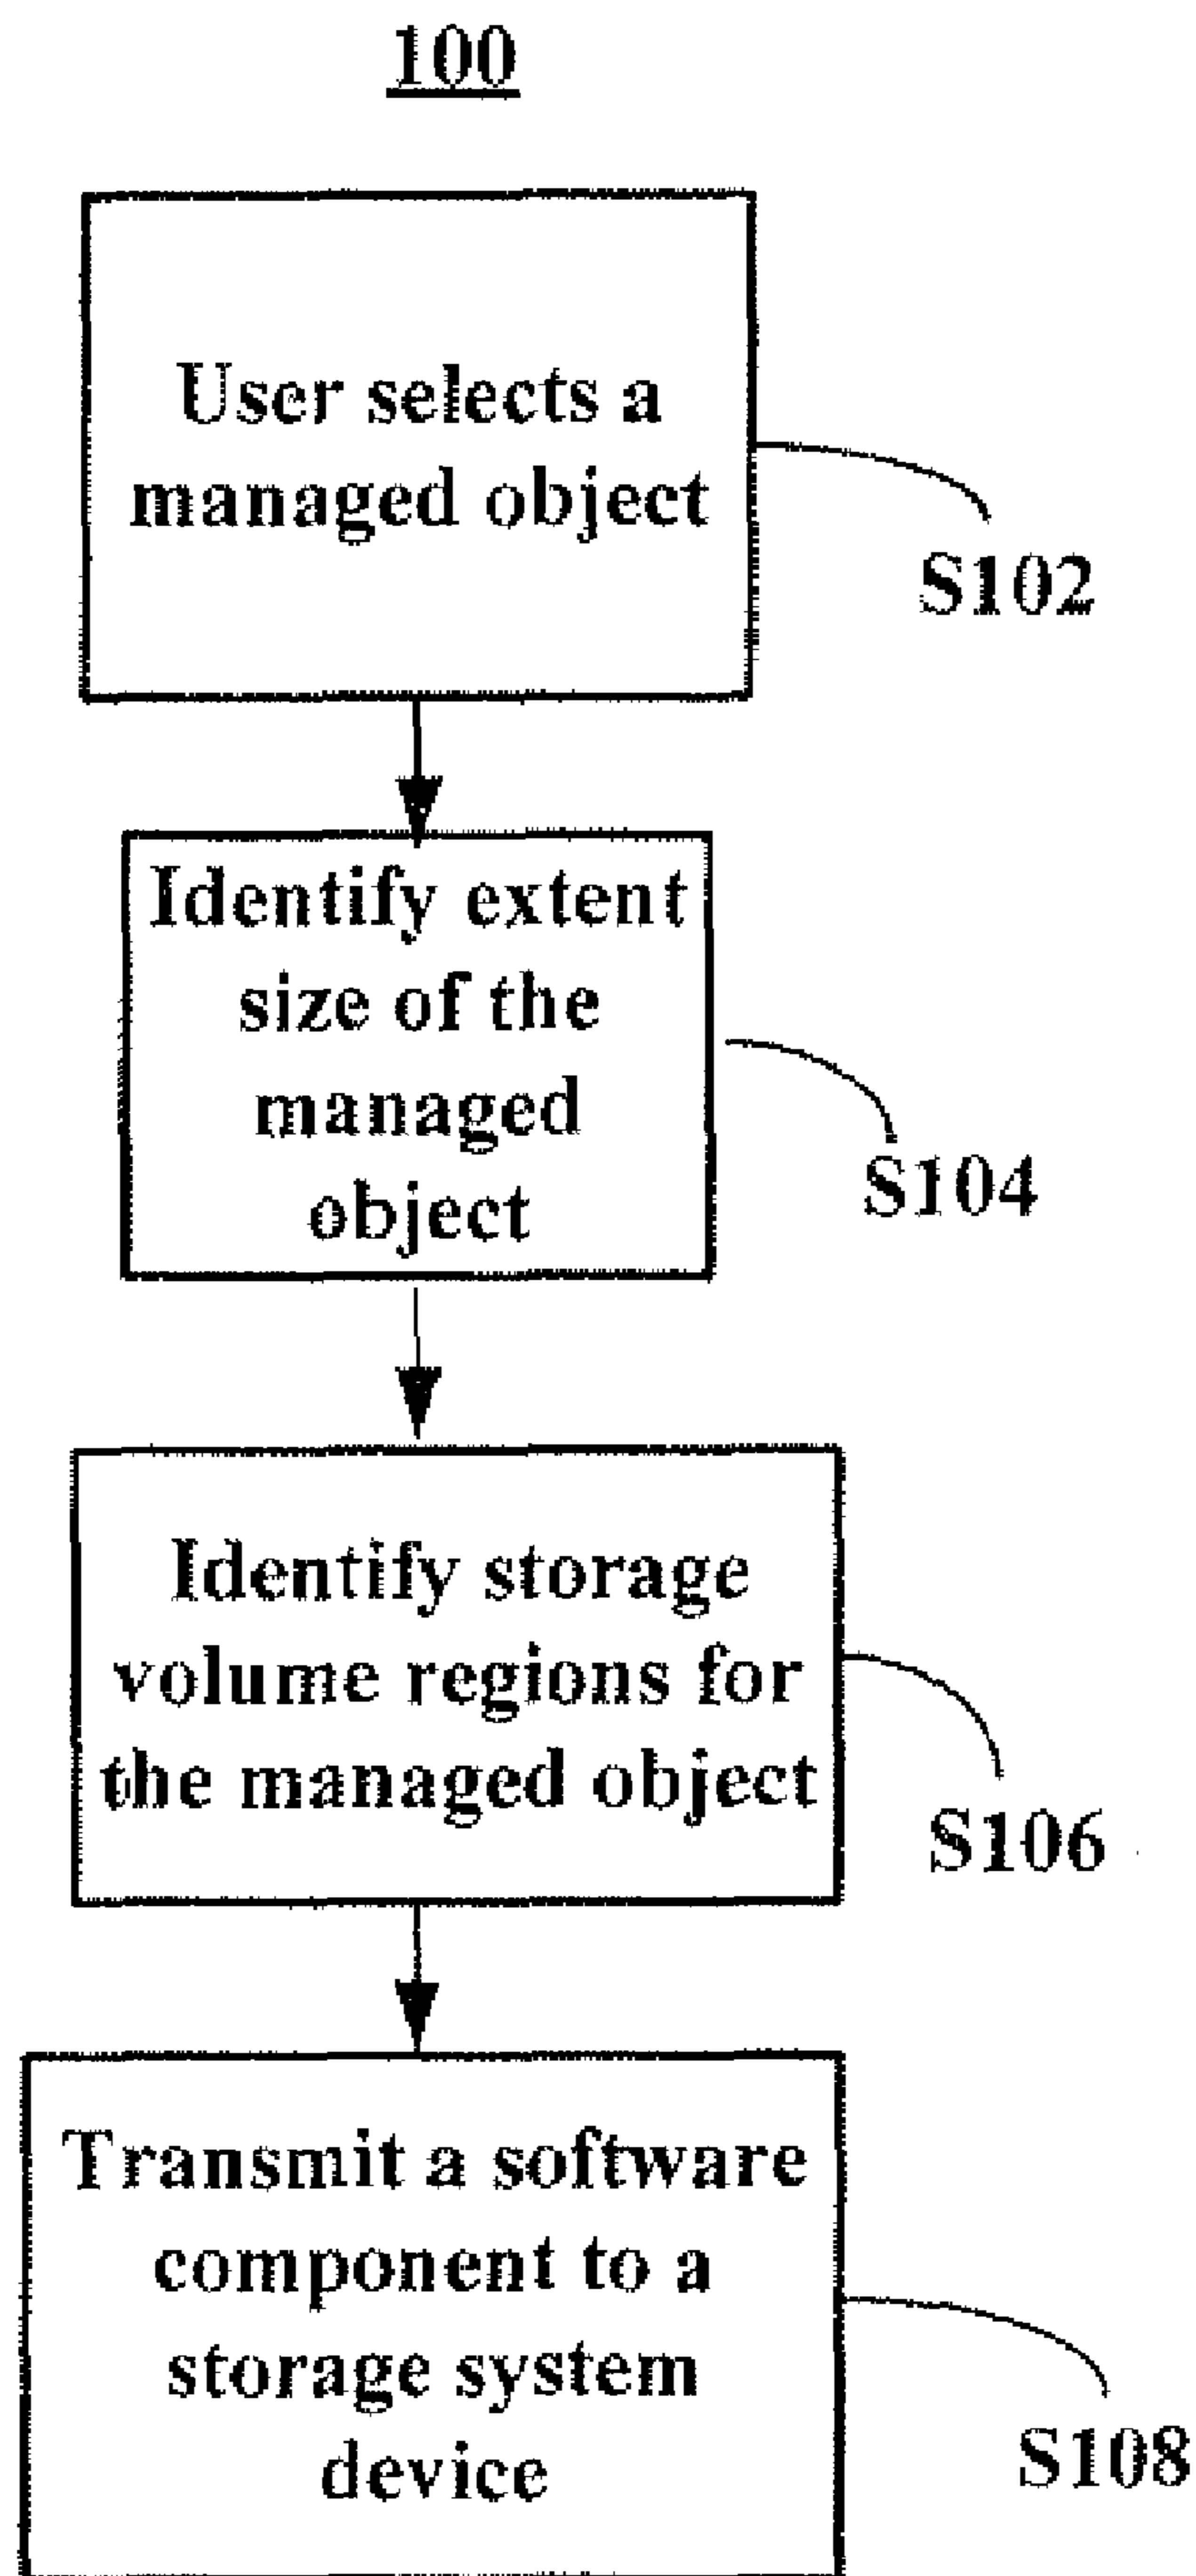 100
User selects a
managed object
S102
Identify extent
size of the
managed
object
S104
Identify storage
volume regions for
the managed object
S106
Transmit a software
component to a
storage system
device
S108